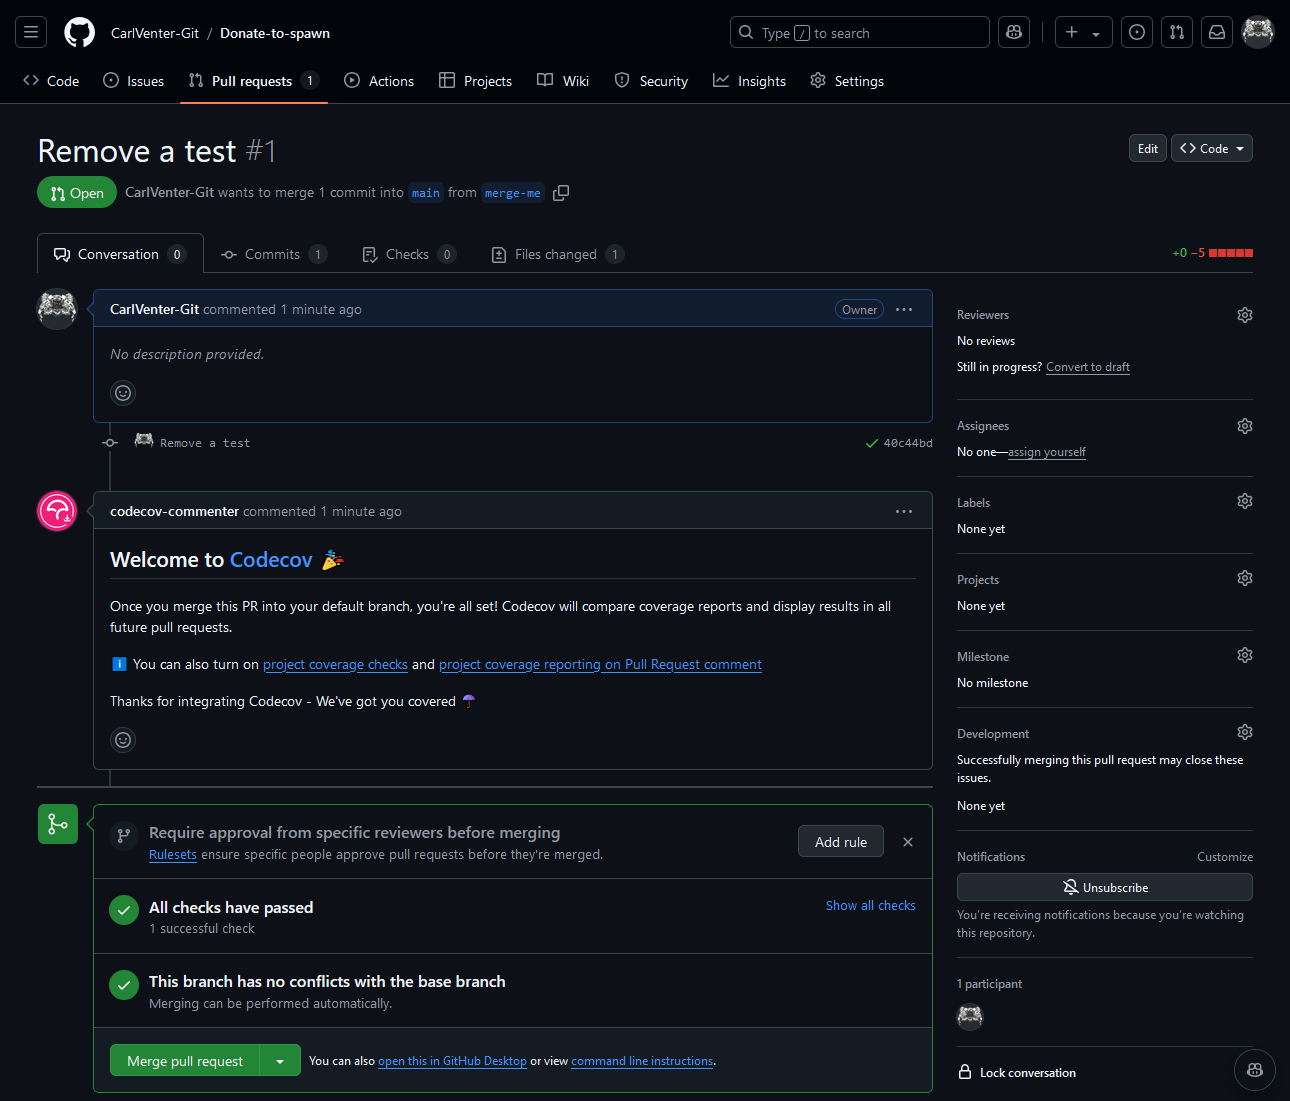 CarlVenter-Git / Donate-to-spawn
Type / to search
Code Issues Pull requests 1 Actions Projects Wiki Security Insights Settings
Remove a test #1
Edit
Code
Open
CarlVenter-Git wants to merge 1 commit into main from merge-me
Conversation 0
Commits 1
Checks 0
Files changed 1
+0 −5
CarlVenter-Git commented 1 minute ago
Owner
No description provided.
Remove a test
40c44bd
codecov-commenter commented 1 minute ago
Welcome to Codecov
Once you merge this PR into your default branch, you're all set! Codecov will compare coverage reports and display results in all
future pull requests.
i You can also turn on project coverage checks and project coverage reporting on Pull Request comment
Thanks for integrating Codecov - We've got you covered
Require approval from specific reviewers before merging
Rulesets ensure specific people approve pull requests before they're merged.
Add rule
All checks have passed
1 successful check
Show all checks
This branch has no conflicts with the base branch
Merging can be performed automatically.
Merge pull request
You can also open this in GitHub Desktop or view command line instructions.
Reviewers
No reviews
Still in progress? Convert to draft
Assignees
No one—assign yourself
Labels
None yet
Projects
None yet
Milestone
No milestone
Development
Successfully merging this pull request may close these
issues.
None yet
Notifications
Customize
Unsubscribe
You're receiving notifications because you're watching
this repository.
1 participant
Lock conversation